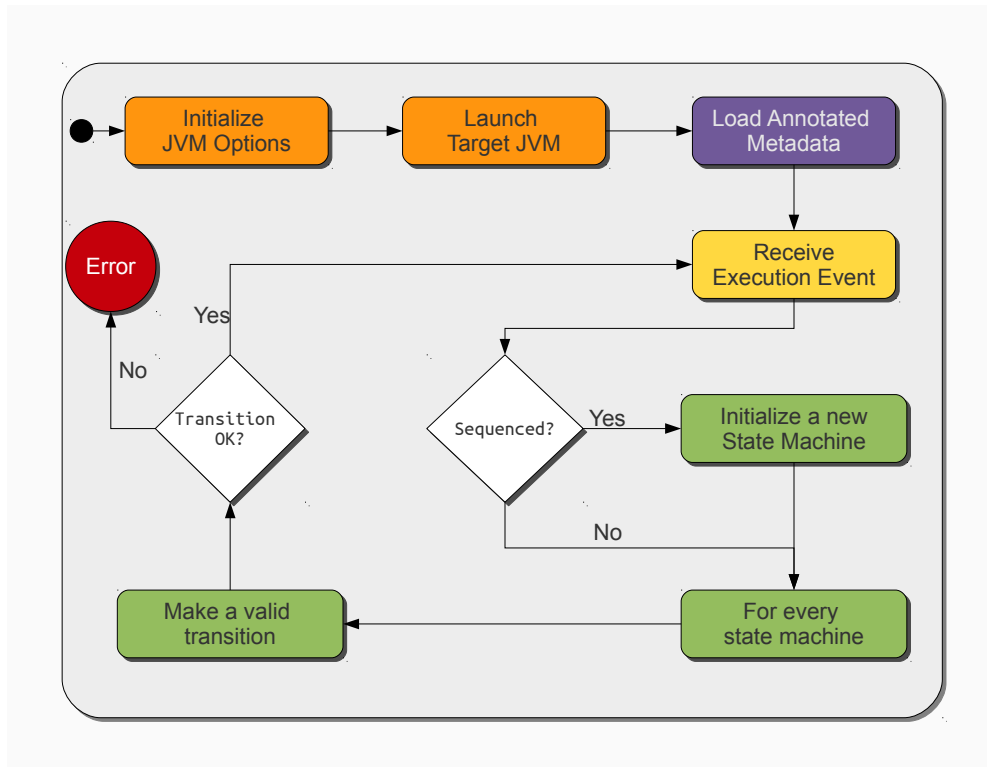 Initialize
JVM Options
Launch
Target JVM
Load Annotated
Metadata
Error
Receive
Execution Event
Yes
No
Transition
OK?
Sequenced?
Yes
Initialize a new
State Machine
No
Make a valid
transition
For every
state machine